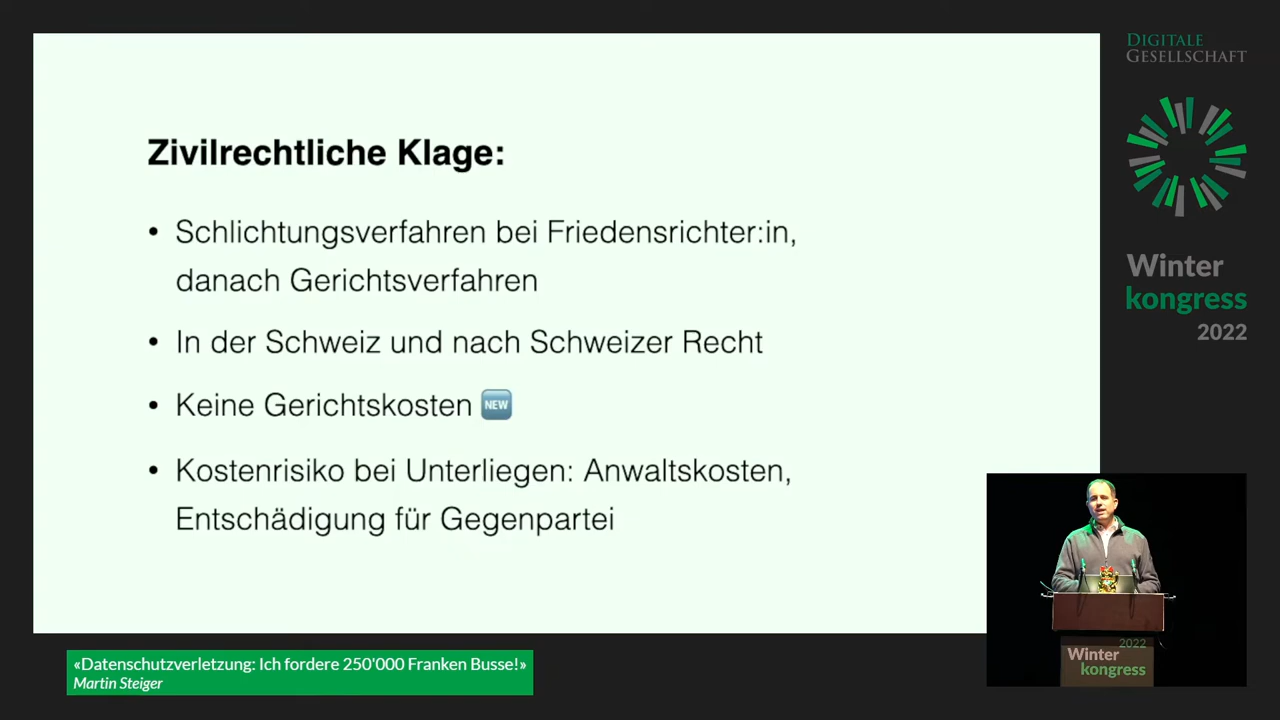 Zivilrechtliche Klage:
• Schlichtungsverfahren bei Friedensrichter:in,
danach Gerichtsverfahren
• In der Schweiz und nach Schweizer Recht
• Keine Gerichtskosten NEW
• Kostenrisiko bei Unterliegen: Anwaltskosten,
Entschädigung für Gegenpartei
DIGITALE
GESELLSCHAFT
Winter
kongress
2022
2022
Winter
kongress
«Datenschutzverletzung: Ich fordere 250'000 Franken Busse!»
Martin Steiger